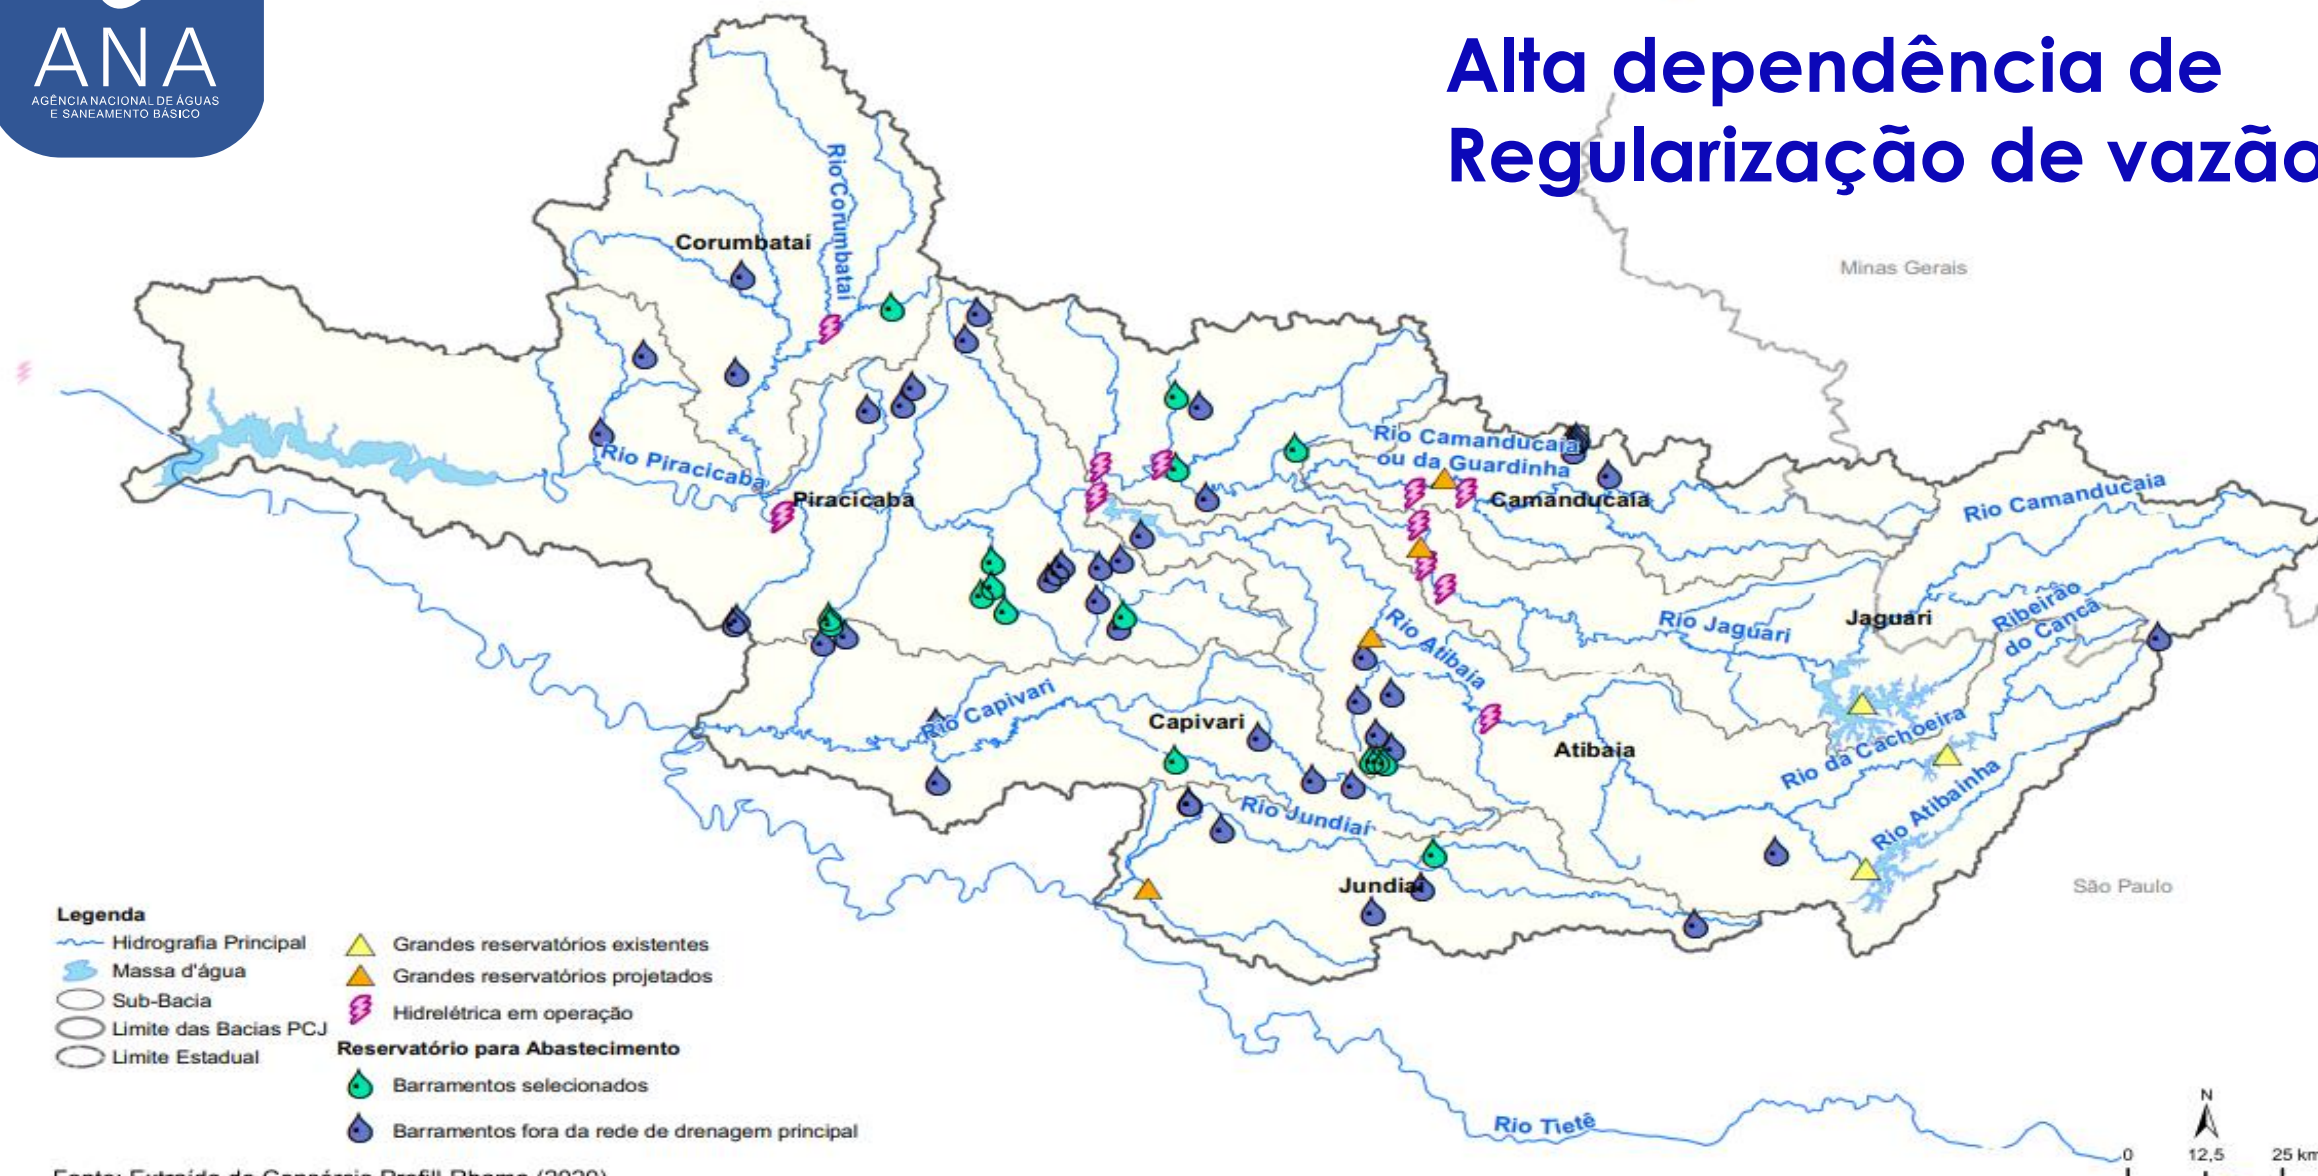 ANA
AGÊNCIA NACIONAL DE ÁGUAS
E SANEAMENTO BÁSICO
Alta dependência de
Regularização de vazão
Minas Gerais
Rio Corumbataí
Corumbataí
Rio Camanducaia
ou da Guardinha
Rio Piracicaba
Piracicaba
Camanducaia
Rio Camanducaia
Ribeirão
do Cancã
Jaguari
Rio Jaguari
Rio Atibaia
Rio Capivari
Capivari
Atibaia
Rio da Cachoeira
Rio Atibainha
Rio Jundiaí
Jundiaí
São Paulo
Legenda
Hidrografia Principal
Massa d'água
Sub-Bacia
Limite das Bacias PCJ
Limite Estadual
Grandes reservatórios existentes
Grandes reservatórios projetados
Hidrelétrica em operação
Reservatório para Abastecimento
Barramentos selecionados
Barramentos fora da rede de drenagem principal
Rio Tietê
N
0 12,5 25 km